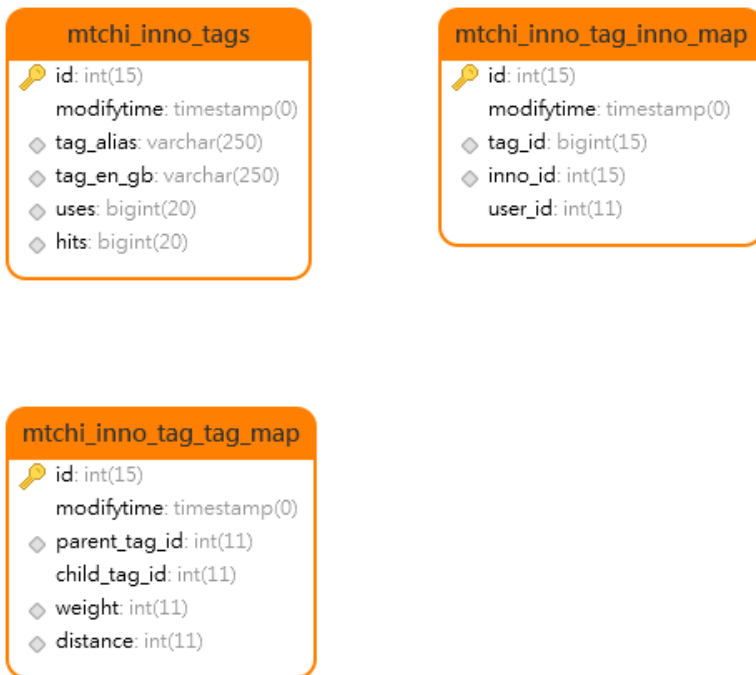 mtchi_inno_tags
id: int(15)
modifytime: timestamp(0)
tag_alias: varchar(250)
tag_en_gb: varchar(250)
uses: bigint(20)
hits: bigint(20)
mtchi_inno_tag_inno_map
id: int(15)
modifytime: timestamp(0)
tag_id: bigint(15)
inno_id: int(15)
user_id: int(11)
mtchi_inno_tag_tag_map
id: int(15)
modifytime: timestamp(0)
parent_tag_id: int(11)
child_tag_id: int(11)
weight: int(11)
distance: int(11)